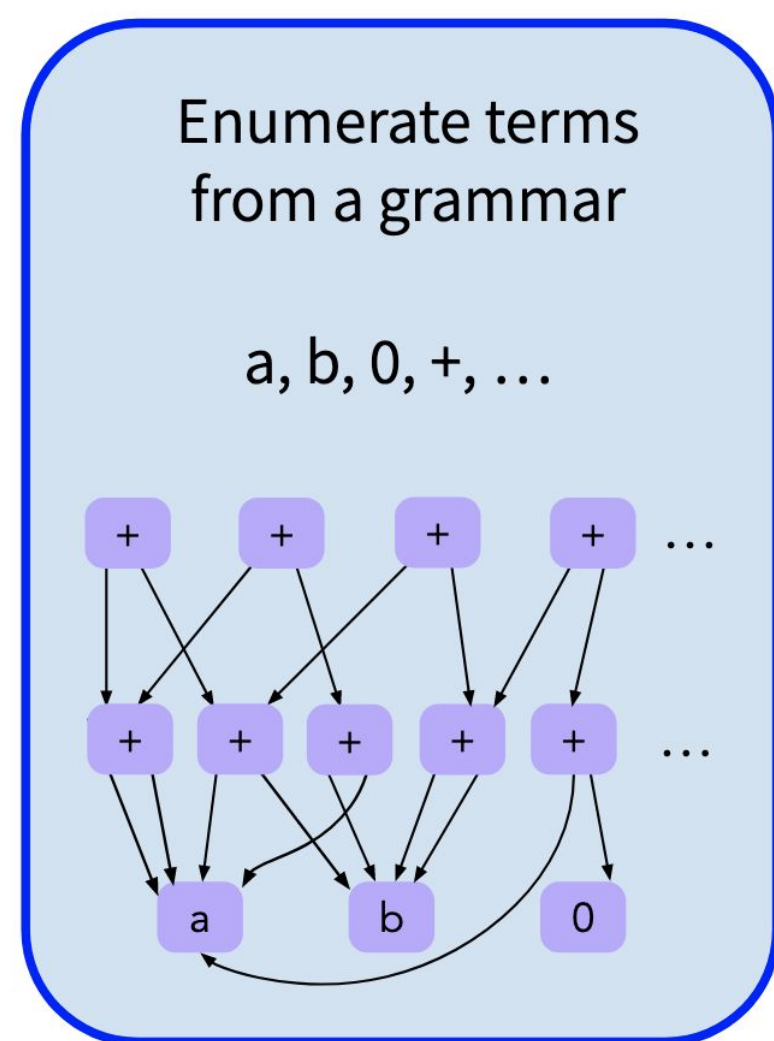 Enumerate terms
from a grammar
a, b, 0, +, …
+ + + + …
+ + + + + …
a b 0